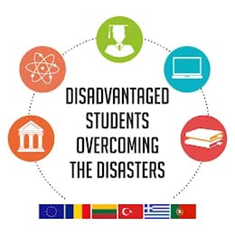 DISADVANTAGED
STUDENTS
OVERCOMING
THE DISASTERS